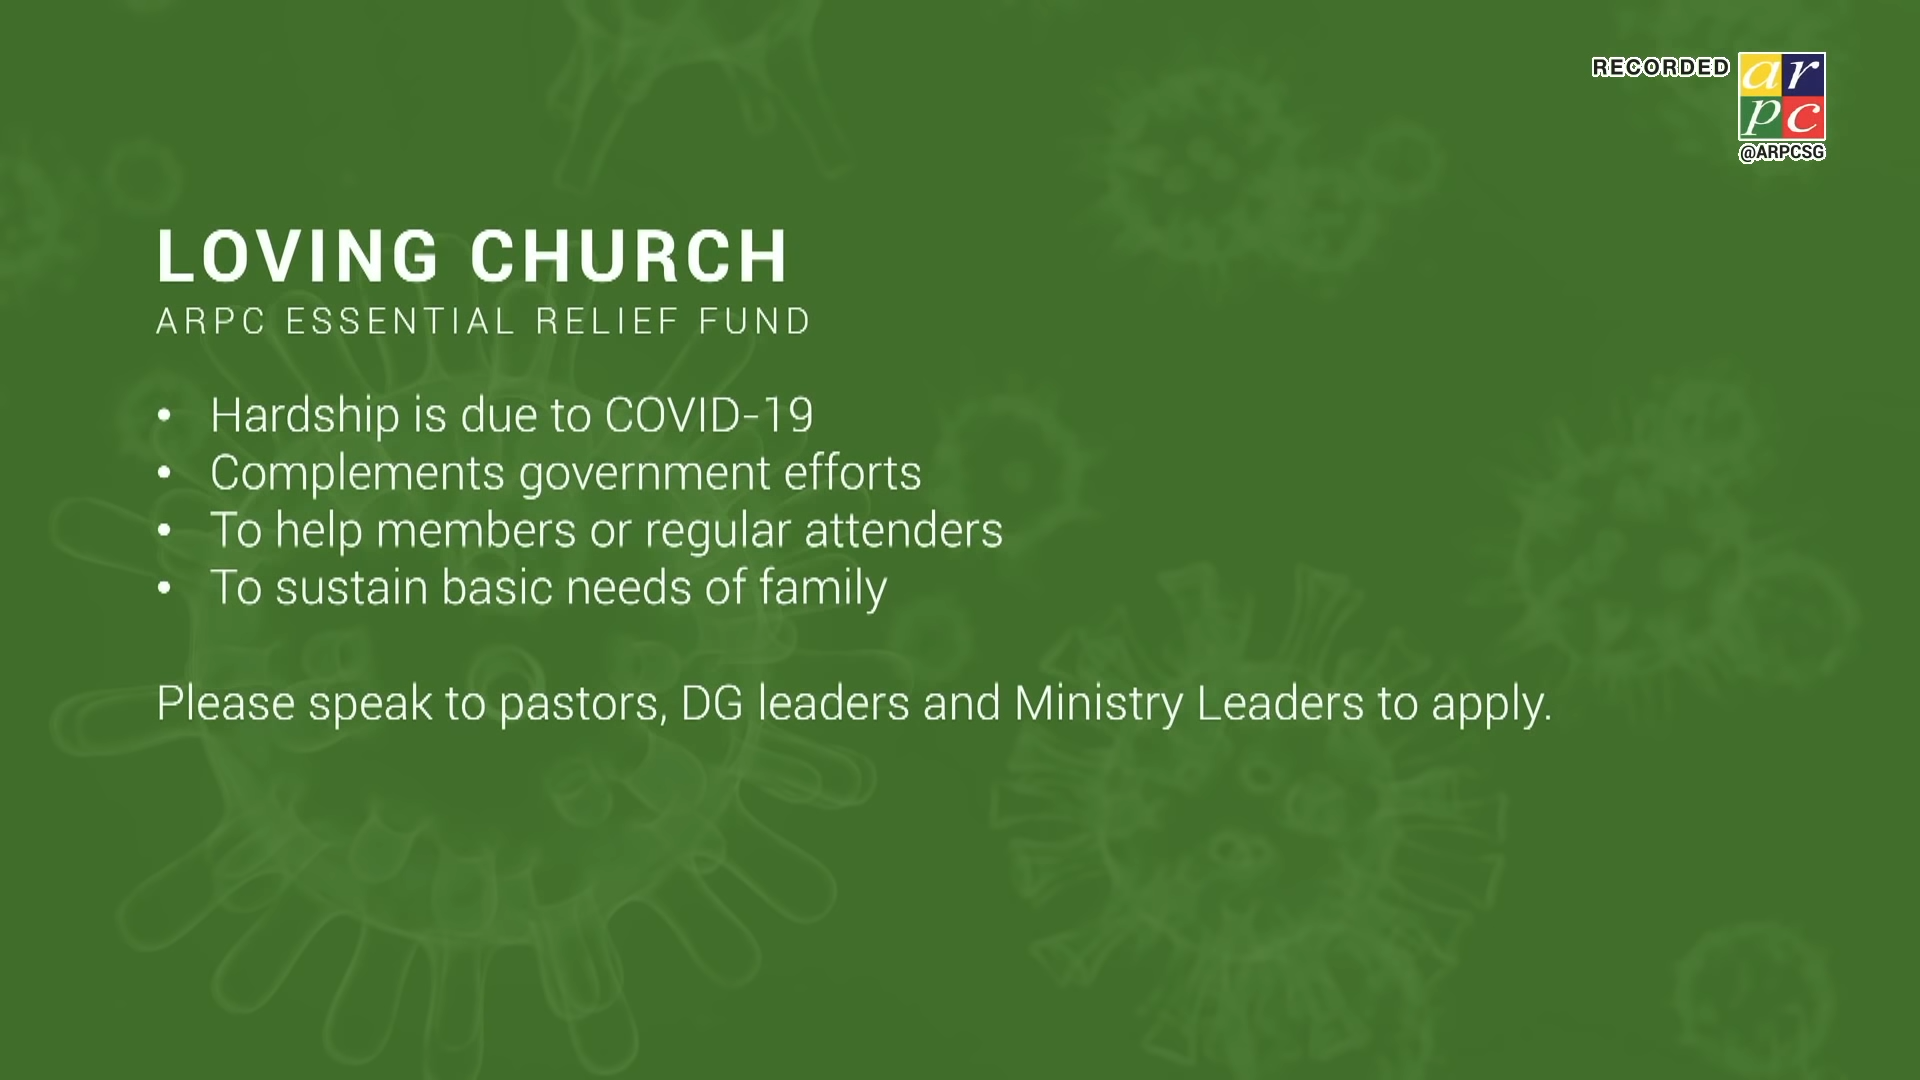 RECORDED
ar
pc
@ARPCSG
LOVING CHURCH
ARPC ESSENTIAL RELIEF FUND
• Hardship is due to COVID-19
• Complements government efforts
• To help members or regular attenders
• To sustain basic needs of family
Please speak to pastors, DG leaders and Ministry Leaders to apply.